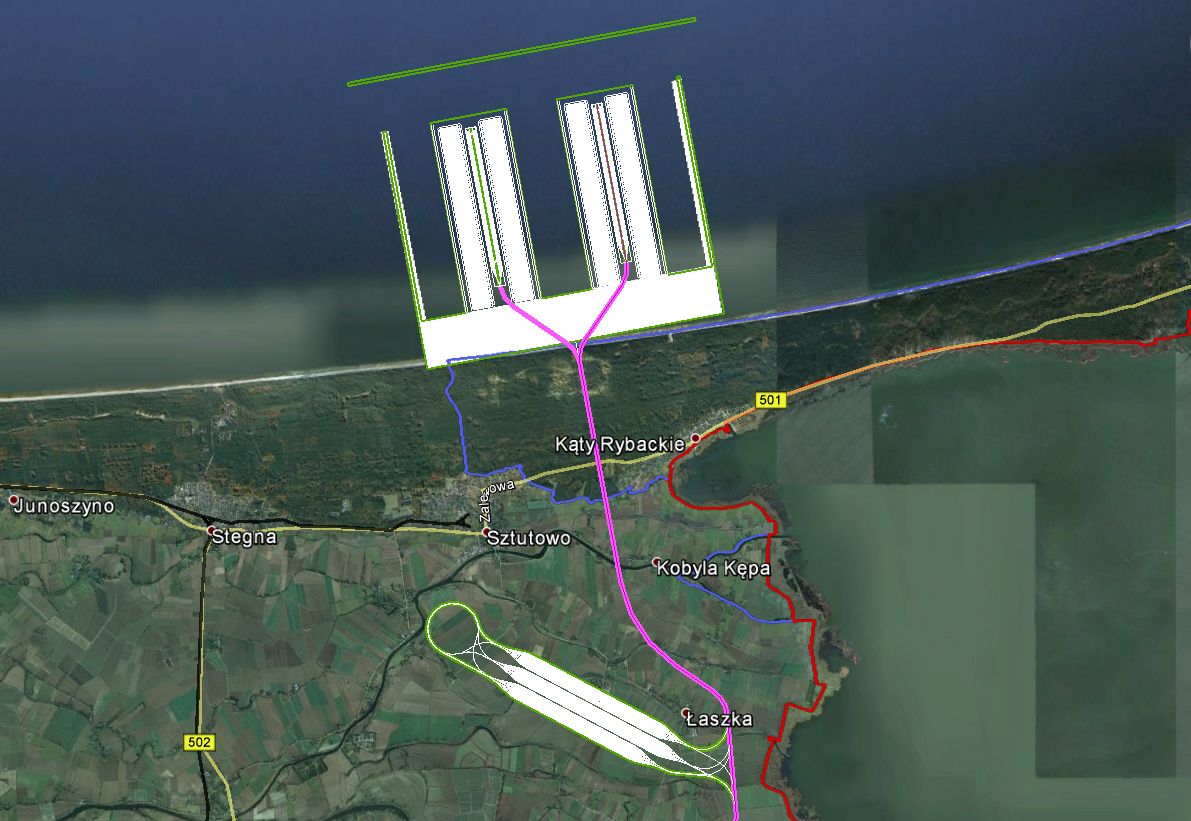 501
Kąty Rybackie
Zalewowa
Junoszyno
Stegna
Sztutowo
Kobyla Kępa
Łaszka
502